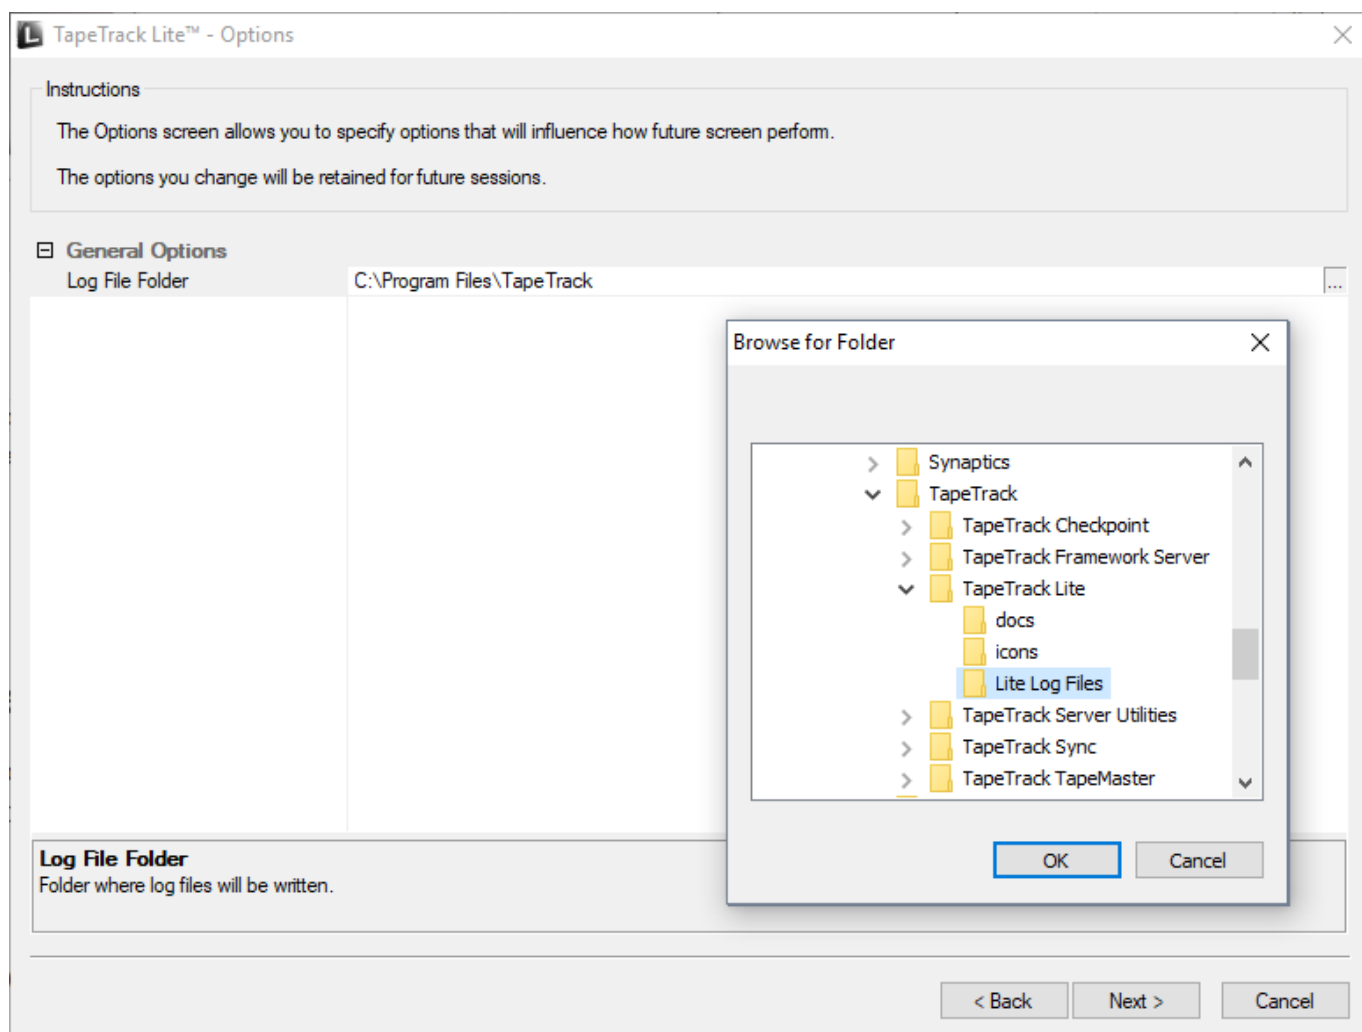 TapeTrack Lite™ - Options
Instructions
The Options screen allows you to specify options that will influence how future screen perform.
The options you change will be retained for future sessions.
General Options
Log File Folder C:\Program Files\TapeTrack ...
Browse for Folder
Synaptics
TapeTrack
TapeTrack Checkpoint
TapeTrack Framework Server
TapeTrack Lite
docs
icons
Lite Log Files
TapeTrack Server Utilities
TapeTrack Sync
TapeTrack TapeMaster
OK Cancel
Log File Folder
Folder where log files will be written.
< Back Next > Cancel